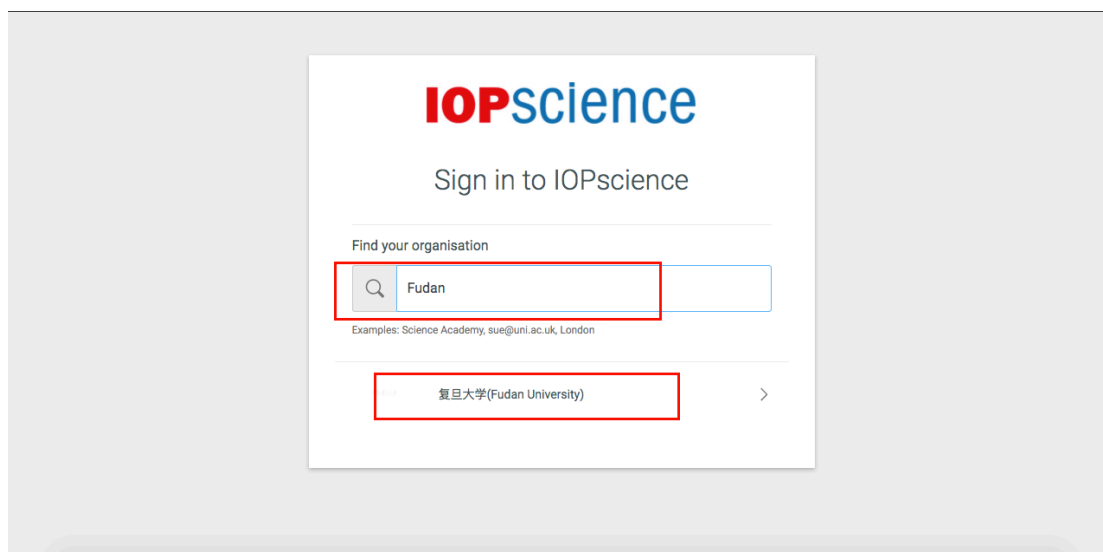 IOPscience
Sign in to IOPscience
Find your organisation
Fudan
Examples: Science Academy, sue@uni.ac.uk, London
复旦大学(Fudan University)